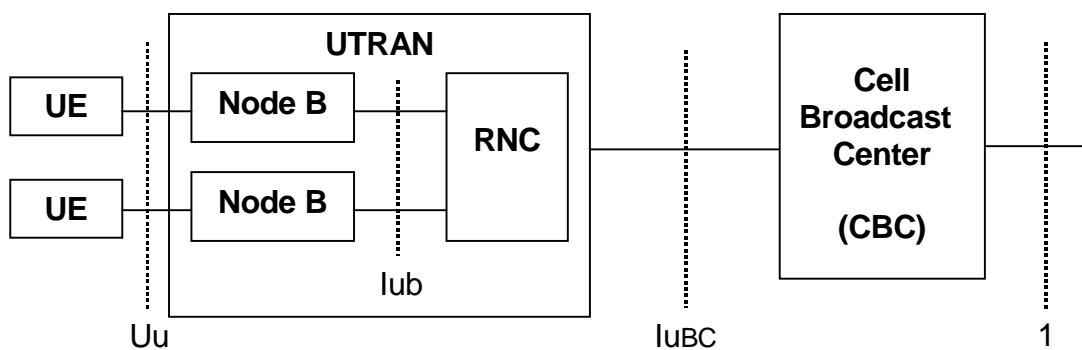 UTRAN
UE
Node B
RNC
UE
Node B
Cell
Broadcast
Center
(CBC)
Iub
Uu
IuBC
1